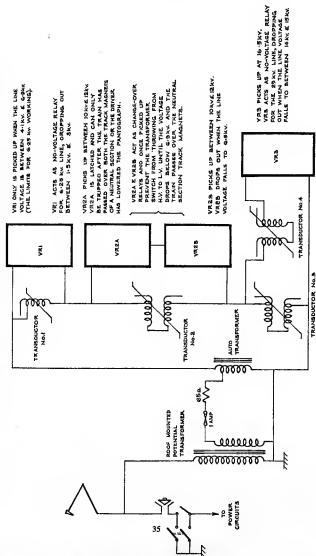 VR1 ONLY IS PICKED UP WHEN THE LINE
VOLTAGE IS BETWEEN 4·1KV. & 6·9KV
(THIS LIMITS FOR 6·25 KV. WORKING).
VR1 ACTS AS NO-VOLTAGE RELAY
FOR 6·25 KV. LINE, DROPPING OUT
BETWEEN
VR2A PICKS UP BETWEEN 10KV & 12KV.
VR2A IS LATCHED AND CAN ONLY
BE TRIPPED AFTER THE TRAIN HAS
PASSED OVER BOTH THE TRACK MAGNETS
OF A NEUTRAL SECTION OR THE DRIVER
HAS LOWERED THE PANTOGRAPH.
VR2A & VR2B ACT AS CHANGE-OVER
RELAYS AND ONCE PICKED UP
PREVENT THE TRANSFORMER
SWITCH FROM THROWING FROM
H.V. TO L.V. UNTIL THE VOLTAGE
DROPS BELOW 6·9KV AND THE
TRAIN PASSES OVER THE NEUTRAL
SECTION TRACK MAGNETS.
VR2B PICKS UP BETWEEN 10KV & 12KV.
VR2B DROPS OUT WHEN THE LINE
VOLTAGE FALLS TO 6·9KV.
VR3 PICKS UP AT 16·15KV.
VR3 ACTS AS NO-VOLTAGE RELAY
FOR THE 25KV LINE, DROPPING
OUT WHEN THE LINE VOLTAGE
FALLS TO BETWEEN 14KV & 15KV
VR1
VR2A
VR2B
VR3
TRANSDUCTOR
No.1
TRANSDUCTOR
No.2
TRANSDUCTOR No.4
TRANSDUCTOR No.3
AUTO
TRANSFORMER
1 AMP
ROOF MOUNTED
POTENTIAL
TRANSFORMER
TO
POWER
CIRCUITS
35